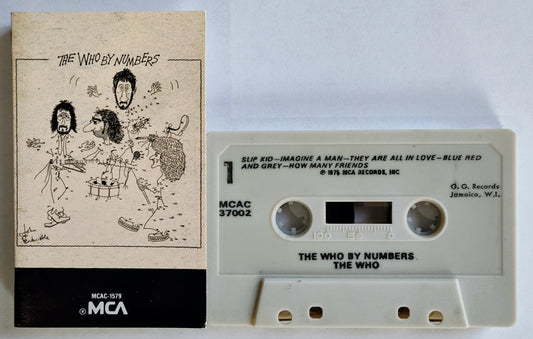 THE WHO BY NUMBERS
MCAC-1579
MCA
1
SLIP KID—IMAGINE A MAN—THEY ARE ALL IN LOVE—BLUE RED
AND GREY—HOW MANY FRIENDS
℗ 1975 MCA RECORDS, INC
G. G. Records
Jamaica, W.I.
MCAC
37002
100 50 0
THE WHO BY NUMBERS
THE WHO